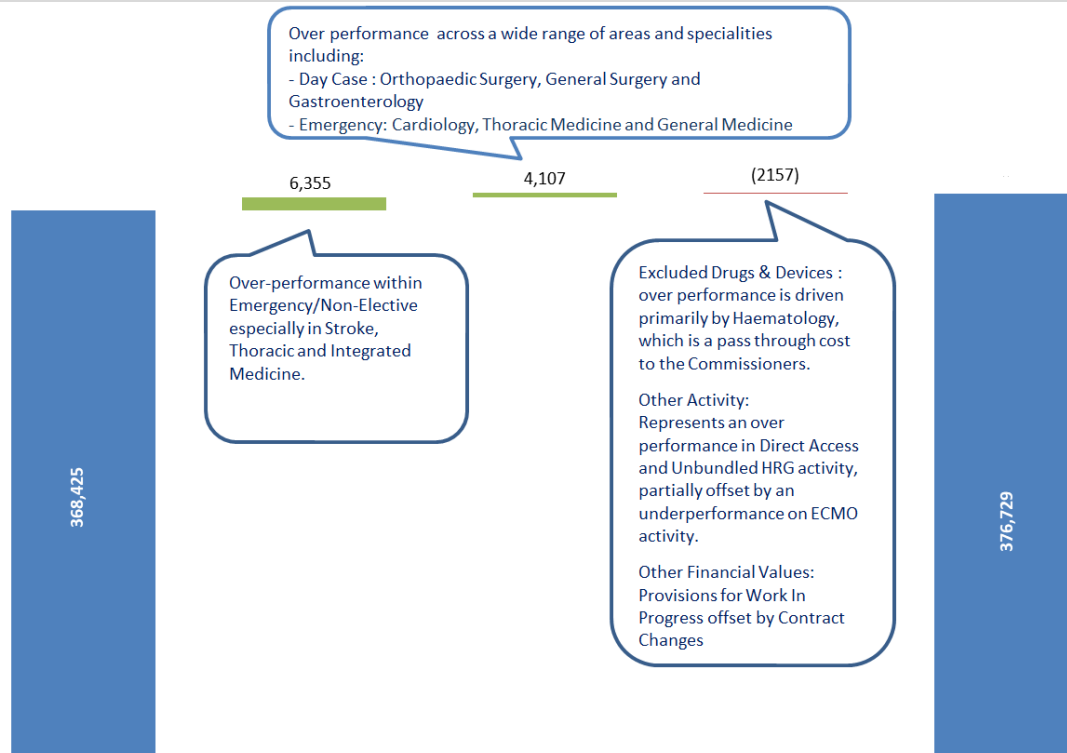 Over performance across a wide range of areas and specialities
including:
- Day Case : Orthopaedic Surgery, General Surgery and
Gastroenterology
- Emergency: Cardiology, Thoracic Medicine and General Medicine
6,355
4,107
(2157)
368,425
Over-performance within
Emergency/Non-Elective
especially in Stroke,
Thoracic and Integrated
Medicine.
Excluded Drugs & Devices :
over performance is driven
primarily by Haematology,
which is a pass through cost
to the Commissioners.
Other Activity:
Represents an over
performance in Direct Access
and Unbundled HRG activity,
partially offset by an
underperformance on ECMO
activity.
Other Financial Values:
Provisions for Work In
Progress offset by Contract
Changes
376,729